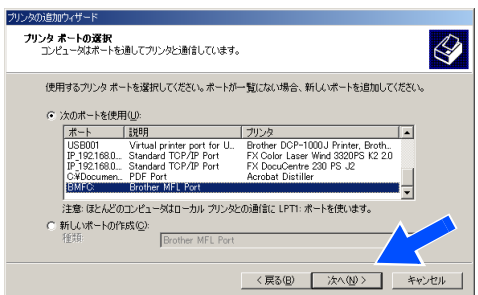 プリンタの追加ウィザード
プリンタ ポートの選択
コンピュータはポートを通してプリンタと通信しています。
使用するプリンタ ポートを選択してください。ポートが一覧にない場合、新しいポートを追加してください。
次のポートを使用(U):
ポート 説明 プリンタ
USB001 Virtual printer port for U... Brother DCP-1000J Printer, Broth...
IP_192.168.0... Standard TCP/IP Port FX Color Laser Wind 3320PS K2 2.0
IP_192.168.0... Standard TCP/IP Port FX DocuCentre 230 PS J2
C:¥Documen... PDF Port Acrobat Distiller
BMFC: Brother MFL Port
注意: ほとんどのコンピュータはローカル プリンタとの通信に LPT1: ポートを使います。
新しいポートの作成(C):
種類: Brother MFL Port
< 戻る(B) 次へ(N) > キャンセル